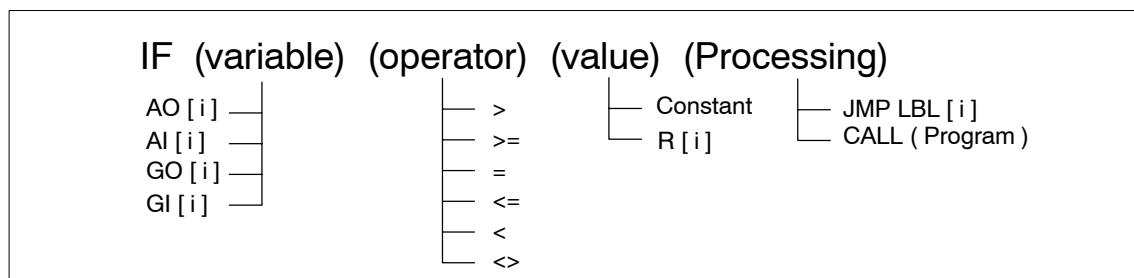 IF (variable) (operator) (value) (Processing)
AO [ i ]
AI [ i ]
GO [ i ]
GI [ i ]
>
>=
=
<=
<
<>
Constant
R [ i ]
JMP LBL [ i ]
CALL ( Program )